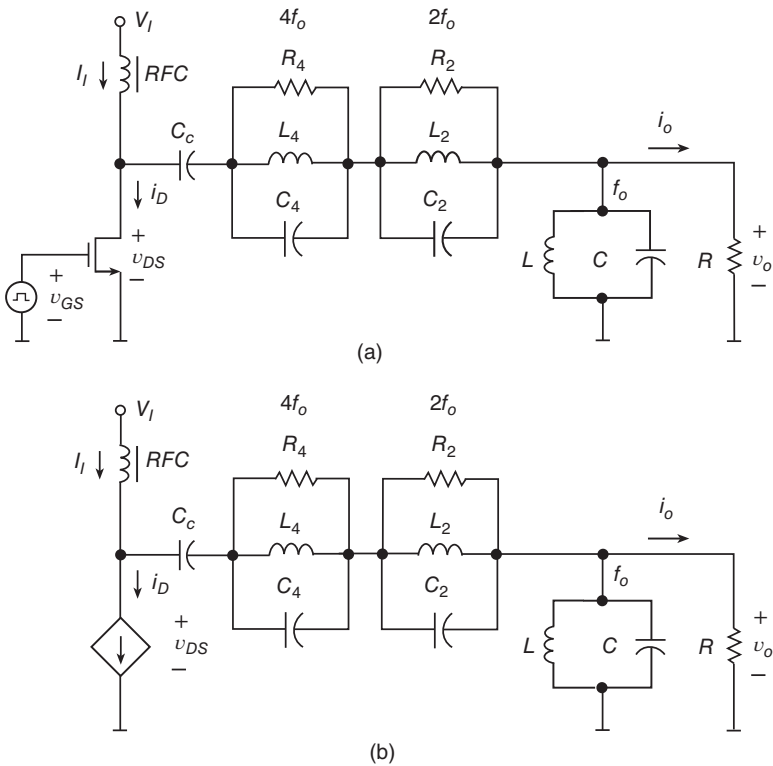 4f_o 2f_o
V_I
R_4 R_2
I_I RFC
C_c L_4 L_2 i_o
i_D C_4 C_2 f_o
+ v_DS −
+ v_GS −
L C R + v_o −
(a)
4f_o 2f_o
V_I
R_4 R_2
I_I RFC
C_c L_4 L_2 i_o
i_D C_4 C_2 f_o
+ v_DS −
L C R + v_o −
(b)